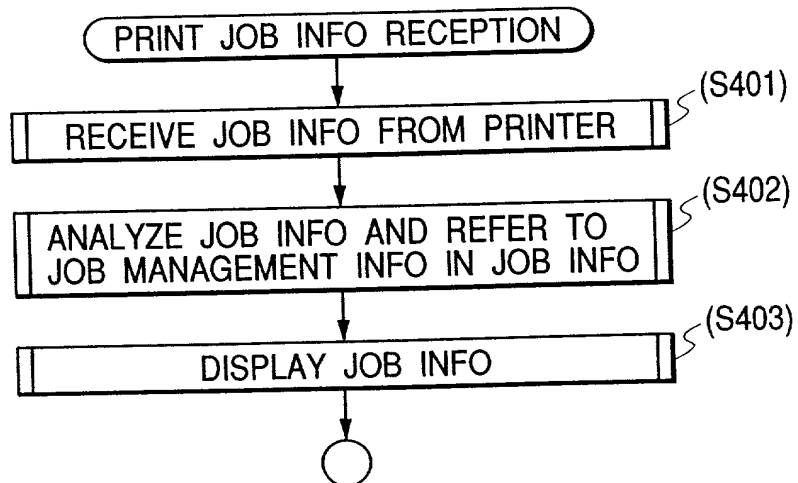 PRINT JOB INFO RECEPTION
RECEIVE JOB INFO FROM PRINTER
(S401)
ANALYZE JOB INFO AND REFER TO
JOB MANAGEMENT INFO IN JOB INFO
(S402)
DISPLAY JOB INFO
(S403)